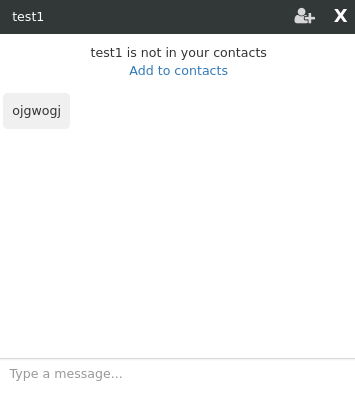 test1
X
test1 is not in your contacts
Add to contacts
ojgwogj
Type a message...